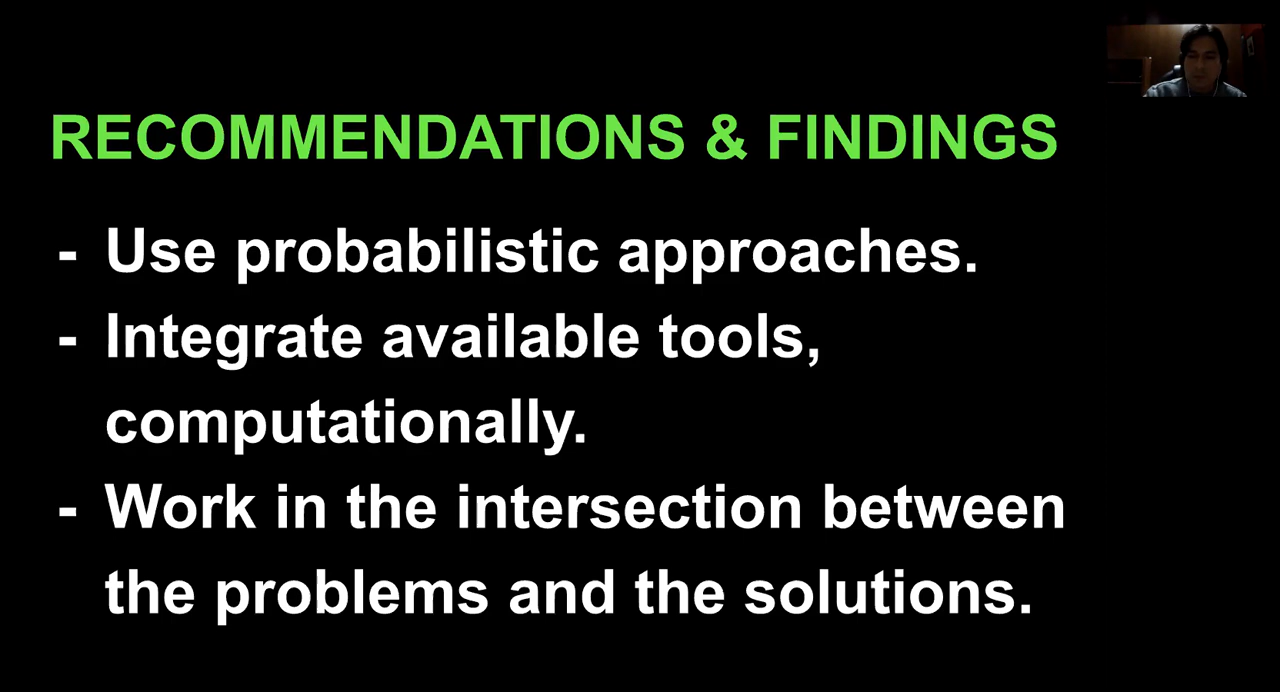 RECOMMENDATIONS & FINDINGS
- Use probabilistic approaches.
- Integrate available tools,
computationally.
- Work in the intersection between
the problems and the solutions.